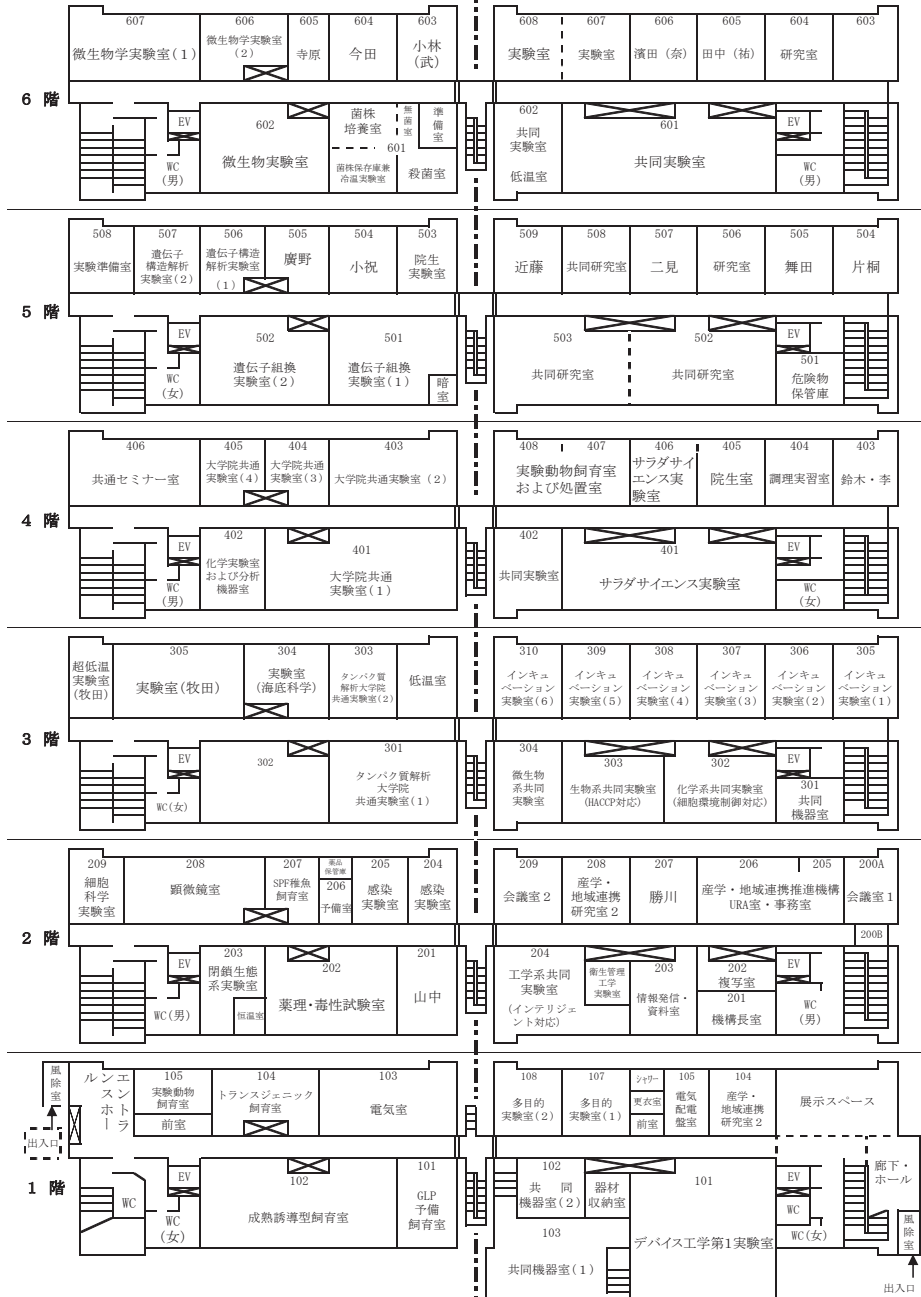 607
微生物学実験室(1)
606
微生物学実験室
(2)
605
寺原
604
今田
603
小林
(武)
608
実験室
607
実験室
606
濱田(奈)
605
田中(祐)
604
研究室
603
6 階
EV
WC
(男)
602
微生物実験室
菌株
培養室
無菌室
準備室
601
菌株保存庫兼
冷温実験室
殺菌室
602
共同
実験室
低温室
601
共同実験室
EV
WC
(男)
508
実験準備室
507
遺伝子
構造解析
実験室(2)
506
遺伝子構造
解析実験室
(1)
505
廣野
504
小祝
503
院生
実験室
509
近藤
508
共同研究室
507
二見
506
研究室
505
舞田
504
片桐
5 階
EV
WC
(女)
502
遺伝子組換
実験室(2)
501
遺伝子組換
実験室(1)
暗室
503
共同研究室
502
共同研究室
EV
501
危険物
保管庫
406
共通セミナー室
405
大学院共通
実験室(4)
404
大学院共通
実験室(3)
403
大学院共通実験室(2)
408
407
実験動物飼育室
および処置室
406
サラダサイ
エンス実
験室
405
院生室
404
調理実習室
403
鈴木・李
4 階
EV
WC
(男)
402
化学実験室
および分析
機器室
401
大学院共通
実験室(1)
402
共同実験室
401
サラダサイエンス実験室
EV
WC
(女)
超低温
実験室
(牧田)
305
実験室(牧田)
304
実験室
(海底科学)
303
タンパク質
解析大学院
共通実験室(2)
低温室
310
インキュ
ベーション
実験室(6)
309
インキュ
ベーション
実験室(5)
308
インキュ
ベーション
実験室(4)
307
インキュ
ベーション
実験室(3)
306
インキュ
ベーション
実験室(2)
305
インキュ
ベーション
実験室(1)
3 階
EV
WC(女)
302
301
タンパク質解析
大学院
共通実験室(1)
304
微生物
系共同
実験室
303
生物系共同実験室
(HACCP対応)
302
化学系共同実験室
(細胞環境制御対応)
EV
301
共同
機器室
209
細胞
科学
実験室
208
顕微鏡室
207
SPF稚魚
飼育室
薬品
保管庫
206
予備室
205
感染
実験室
204
感染
実験室
209
会議室2
208
産学・
地域連携
研究室2
207
勝川
206
205
産学・地域連携推進機構
URA室・事務室
200A
会議室1
200B
2 階
EV
WC(男)
203
閉鎖生態
系実験室
恒温室
202
薬理・毒性試験室
201
山中
204
工学系共同
実験室
(インテリジェ
ント対応)
衛生管理
工学
実験室
203
情報発信・
資料室
202
複写室
201
機構長室
EV
WC
(男)
風除室
出入口
エントラ
ンスホー
ル
105
実験動物
飼育室
前室
104
トランスジェニック
飼育室
103
電気室
108
多目的
実験室(2)
107
多目的
実験室(1)
シャワー
更衣室
前室
105
電気
配電
盤室
104
産学・
地域連携
研究室2
展示スペース
1 階
WC
EV
WC
(女)
102
成熟誘導型飼育室
101
GLP
予備
飼育室
102
共 同
機器室(2)
器材
収納室
103
共同機器室(1)
101
デバイス工学第1実験室
EV
WC
WC(女)
廊下・
ホール
風除室
出入口